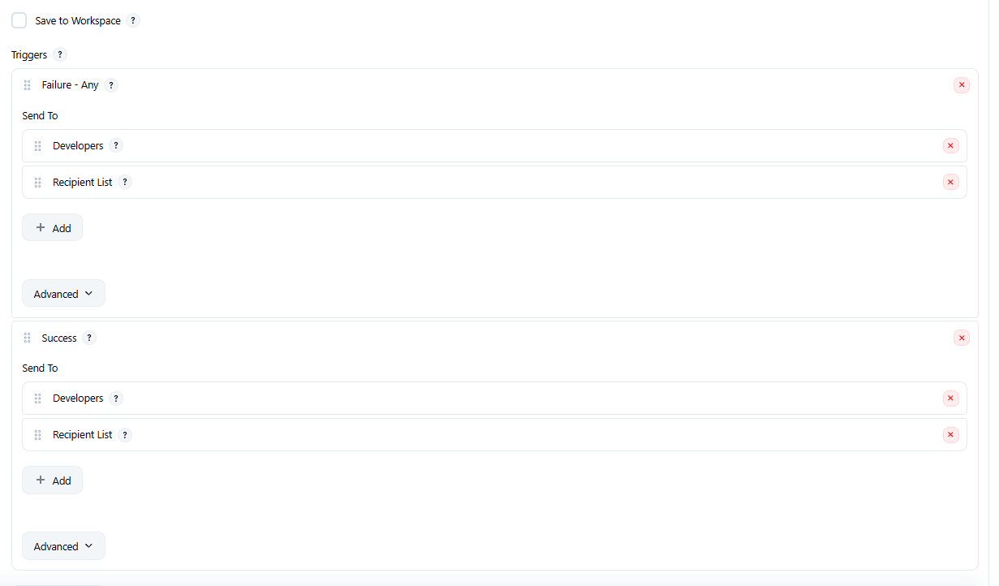 Save to Workspace ?
Triggers ?
Failure - Any ?
Send To
Developers ?
Recipient List ?
+ Add
Advanced
Success ?
Send To
Developers ?
Recipient List ?
+ Add
Advanced